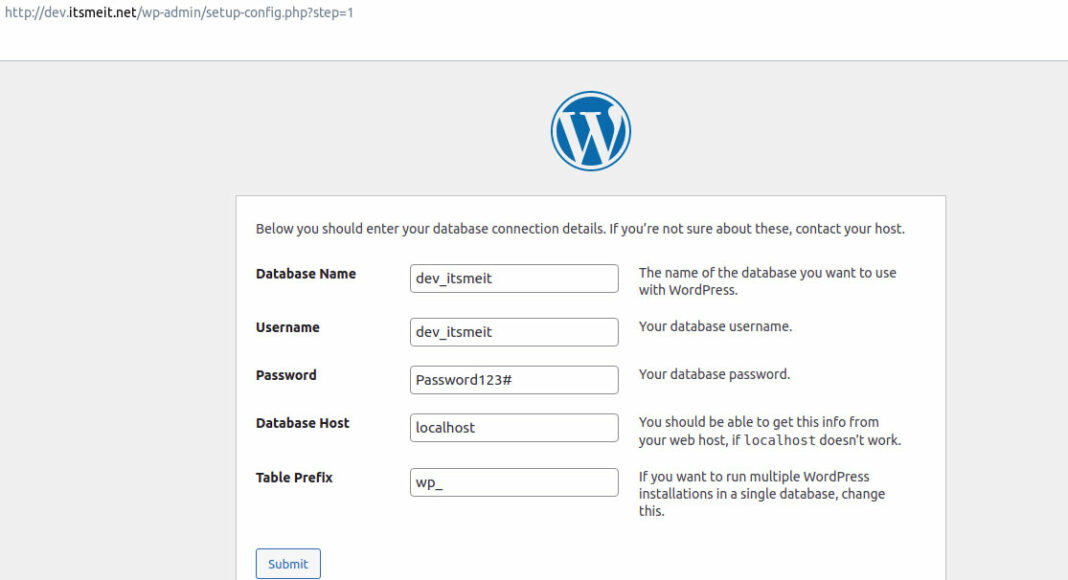 http://dev.itsmeit.net/wp-admin/setup-config.php?step=1
Below you should enter your database connection details. If you're not sure about these, contact your host.
Database Name
dev_itsmeit
The name of the database you want to use
with WordPress.
Username
dev_itsmeit
Your database username.
Password
Password123#
Your database password.
Database Host
localhost
You should be able to get this info from
your web host, if localhost doesn't work.
Table Prefix
wp_
If you want to run multiple WordPress
installations in a single database, change
this.
Submit